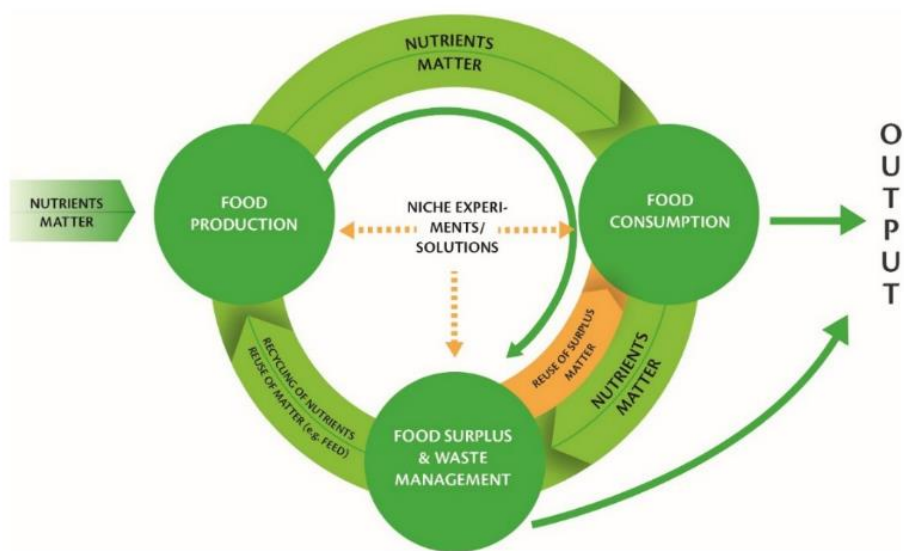 NUTRIENTS
MATTER
NUTRIENTS
MATTER
FOOD
PRODUCTION
NICHE EXPERI-
MENTS/
SOLUTIONS
FOOD
CONSUMPTION
OUTPUT
RECYCLING OF NUTRIENTS
REUSE OF MATTER (e.g. FEED)
REUSE OF SURPLUS
MATTER
NUTRIENTS
MATTER
FOOD SURPLUS
& WASTE
MANAGEMENT